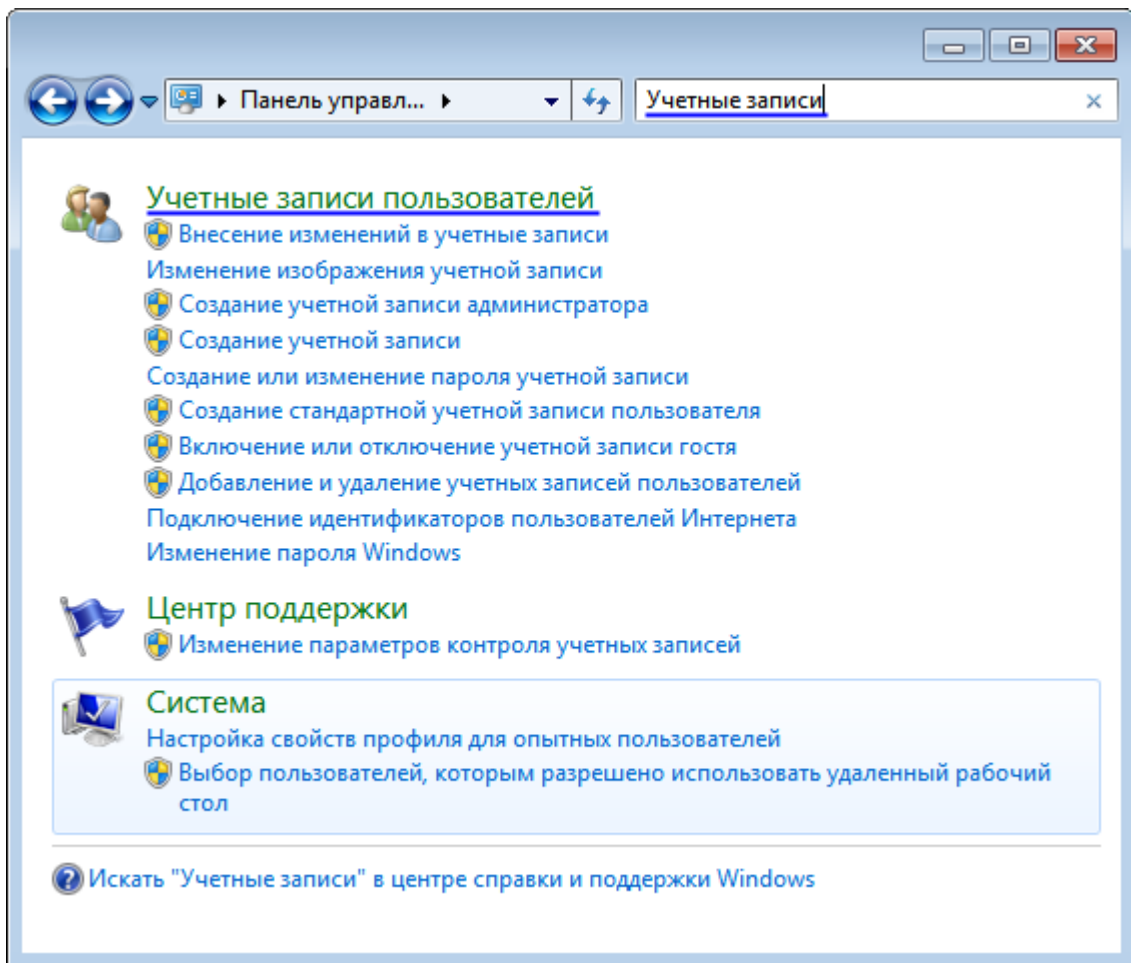 Панель управл...
Учетные записи
Учетные записи пользователей
Внесение изменений в учетные записи
Изменение изображения учетной записи
Создание учетной записи администратора
Создание учетной записи
Создание или изменение пароля учетной записи
Создание стандартной учетной записи пользователя
Включение или отключение учетной записи гостя
Добавление и удаление учетных записей пользователей
Подключение идентификаторов пользователей Интернета
Изменение пароля Windows
Центр поддержки
Изменение параметров контроля учетных записей
Система
Настройка свойств профиля для опытных пользователей
Выбор пользователей, которым разрешено использовать удаленный рабочий
стол
Искать "Учетные записи" в центре справки и поддержки Windows